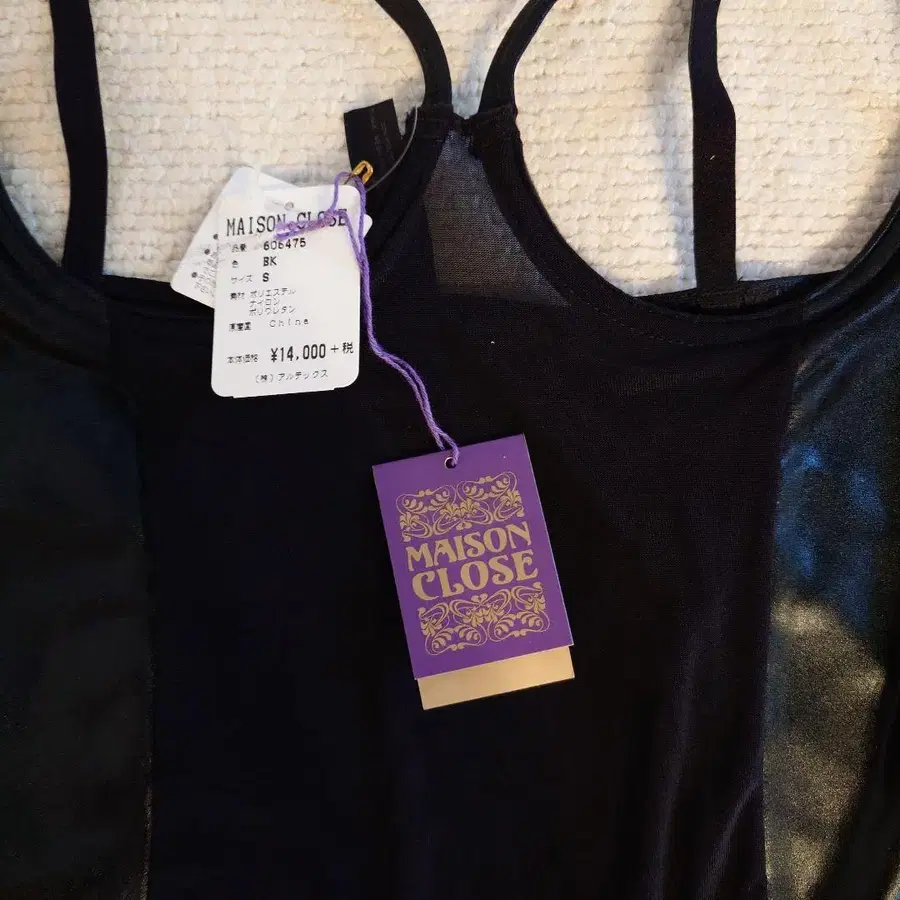 MAISON CLOSE
品番 606475
色 BK
サイズ S
素材 ポリエステル
ナイロン
ポリウレタン
原産国 China
本体価格 ¥14,000+税
(株)アルテックス
MAISON
CLOSE